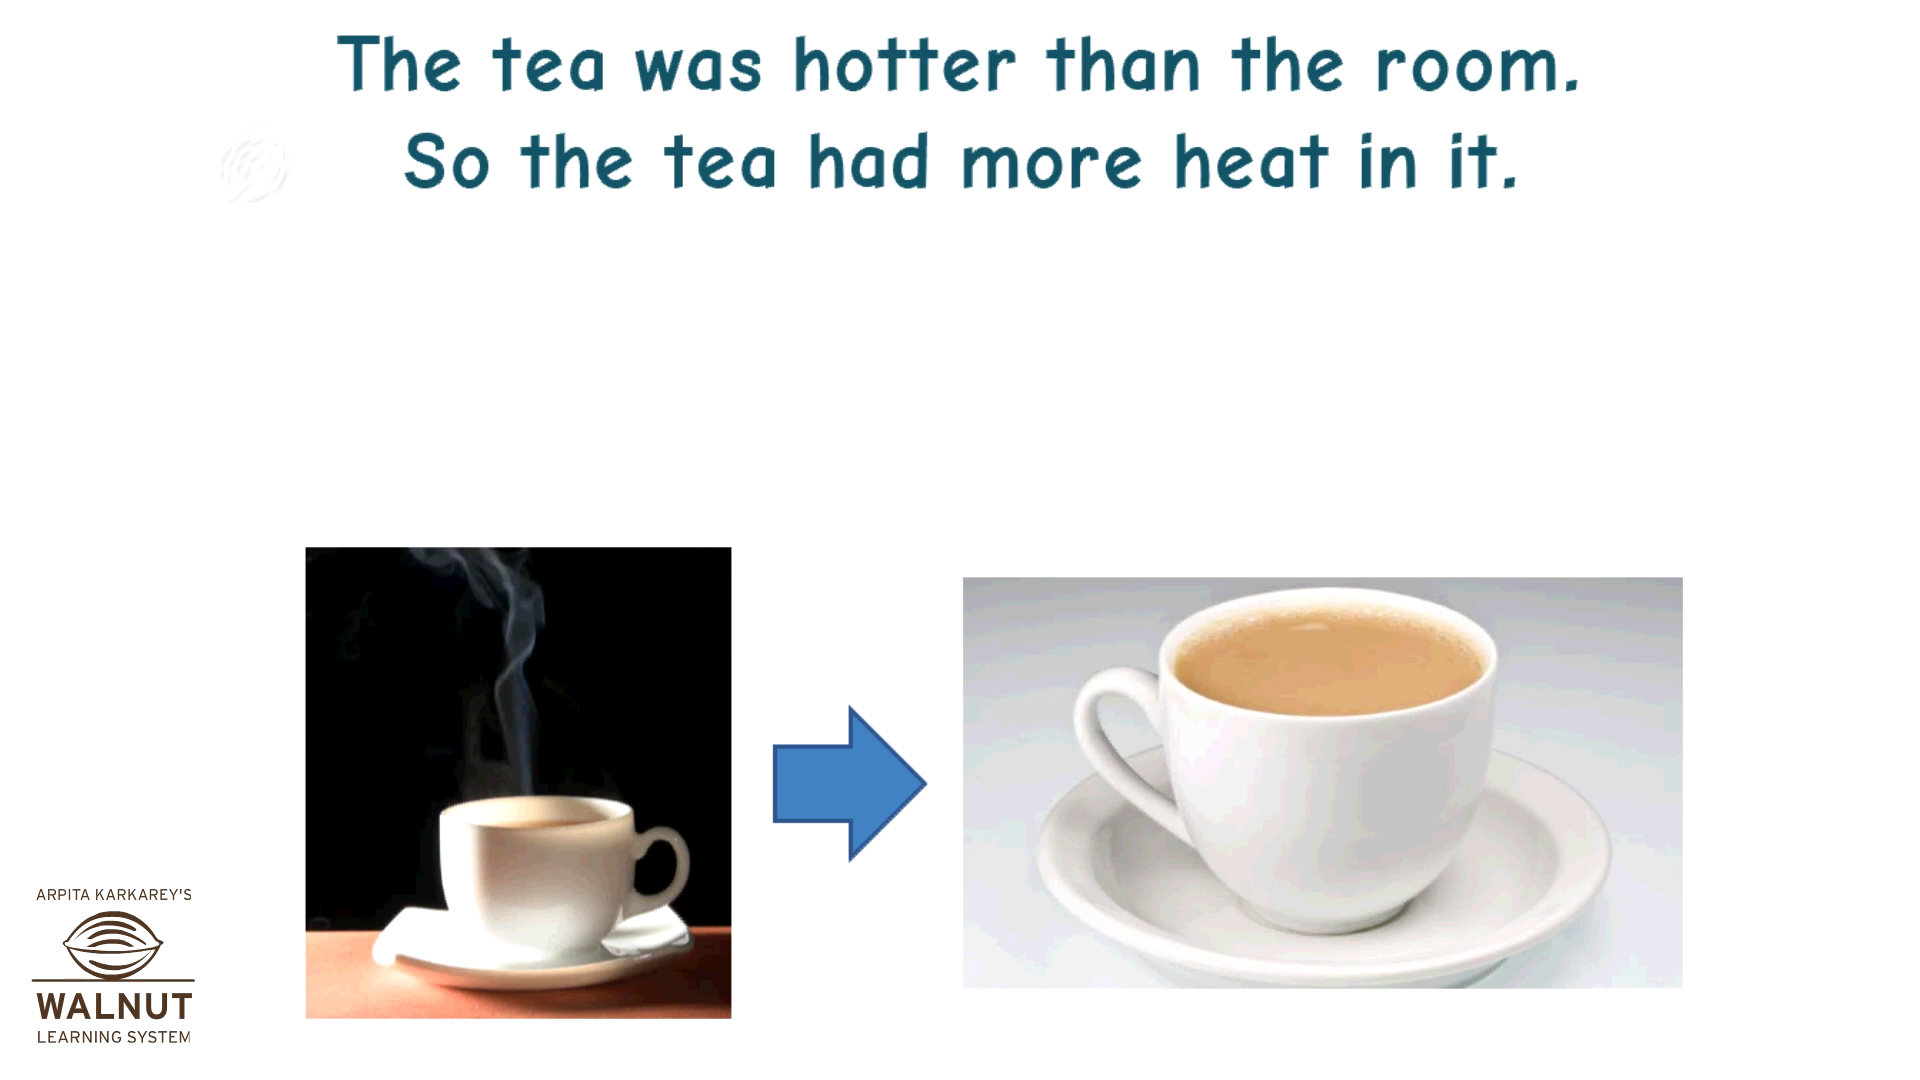 The tea was hotter than the room.
So the tea had more heat in it.
ARPITA KARKAREY'S
WALNUT
LEARNING SYSTEM